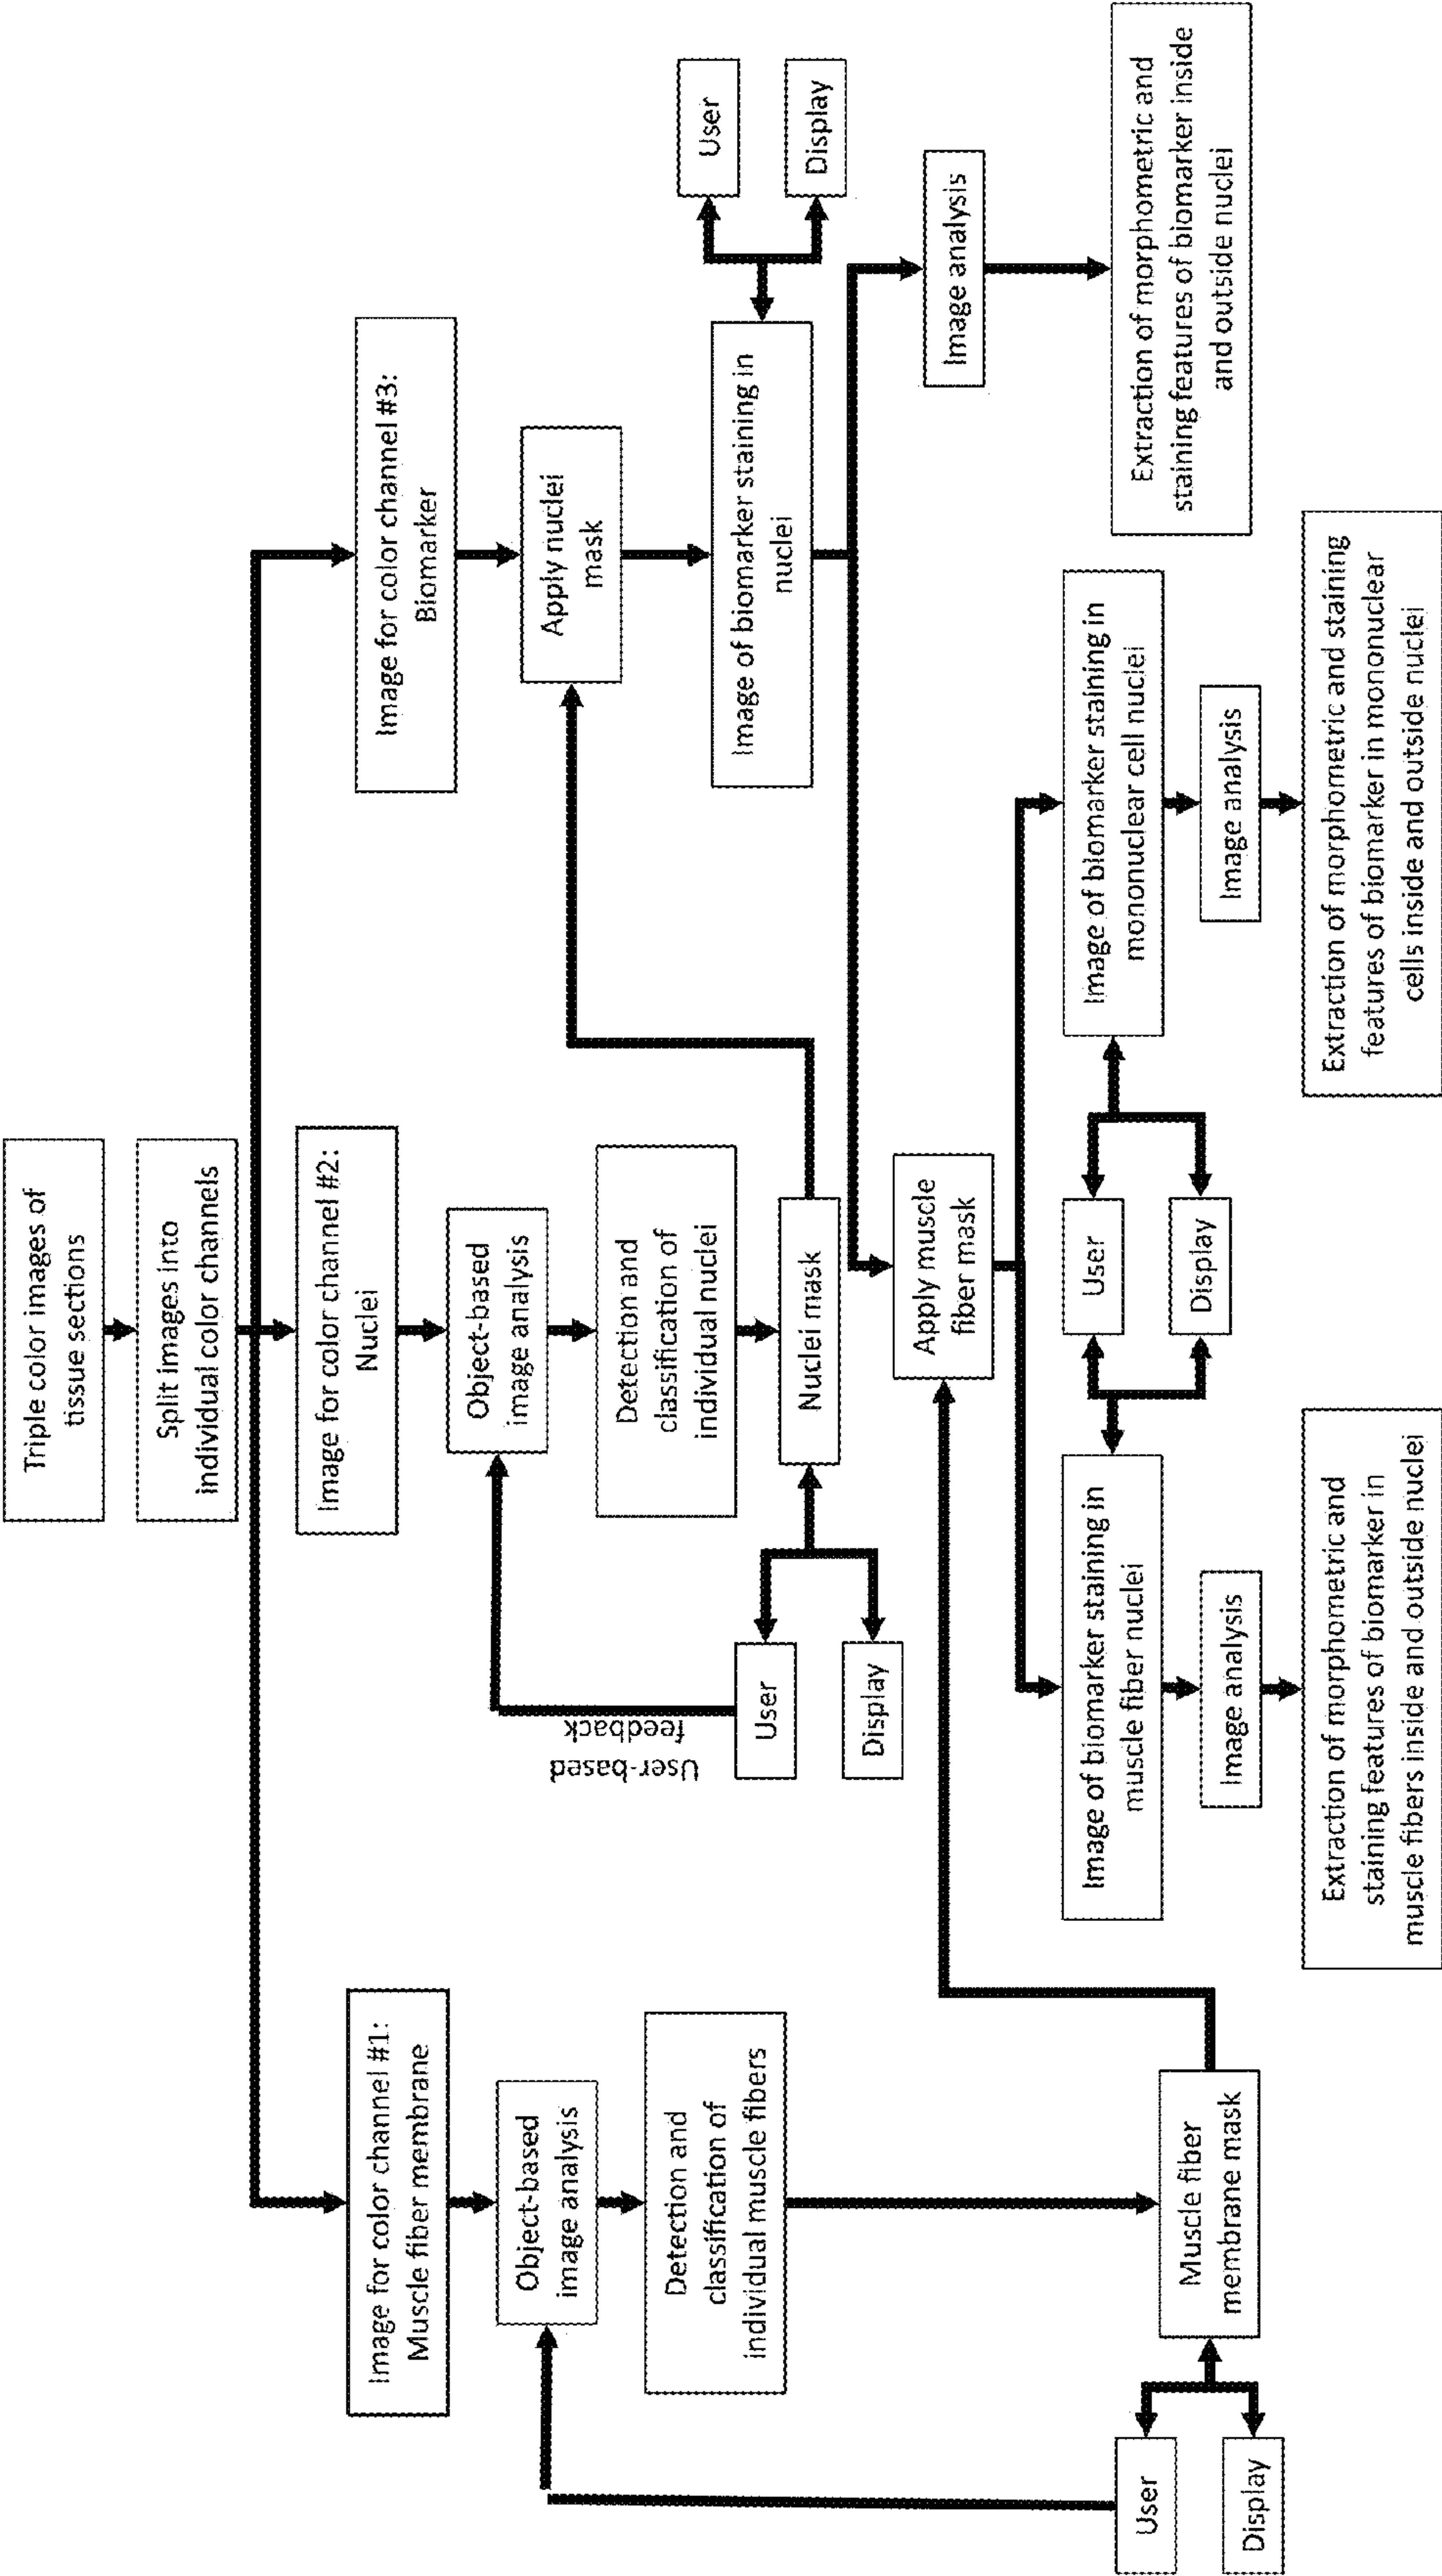 Triple color images of
tissue sections
Split images into
individual color channels
Image for color channel #1:
Muscle fiber membrane
Object-based
image analysis
Detection and
classification of
individual muscle fibers
Muscle fiber
membrane mask
User
Display
Image for color channel #2:
Nuclei
Object-based
image analysis
Detection and
classification of
individual nuclei
Nuclei mask
User-based
feedback
User
Display
Image for color channel #3:
Biomarker
Apply nuclei
mask
Image of biomarker staining in
nuclei
User
Display
Image analysis
Extraction of morphometric and
staining features of biomarker inside
and outside nuclei
Apply muscle
fiber mask
Image of biomarker staining in
muscle fiber nuclei
Image analysis
Extraction of morphometric and
staining features of biomarker in
muscle fibers inside and outside nuclei
User
Display
Image of biomarker staining in
mononuclear cell nuclei
Image analysis
Extraction of morphometric and staining
features of biomarker in mononuclear
cells inside and outside nuclei